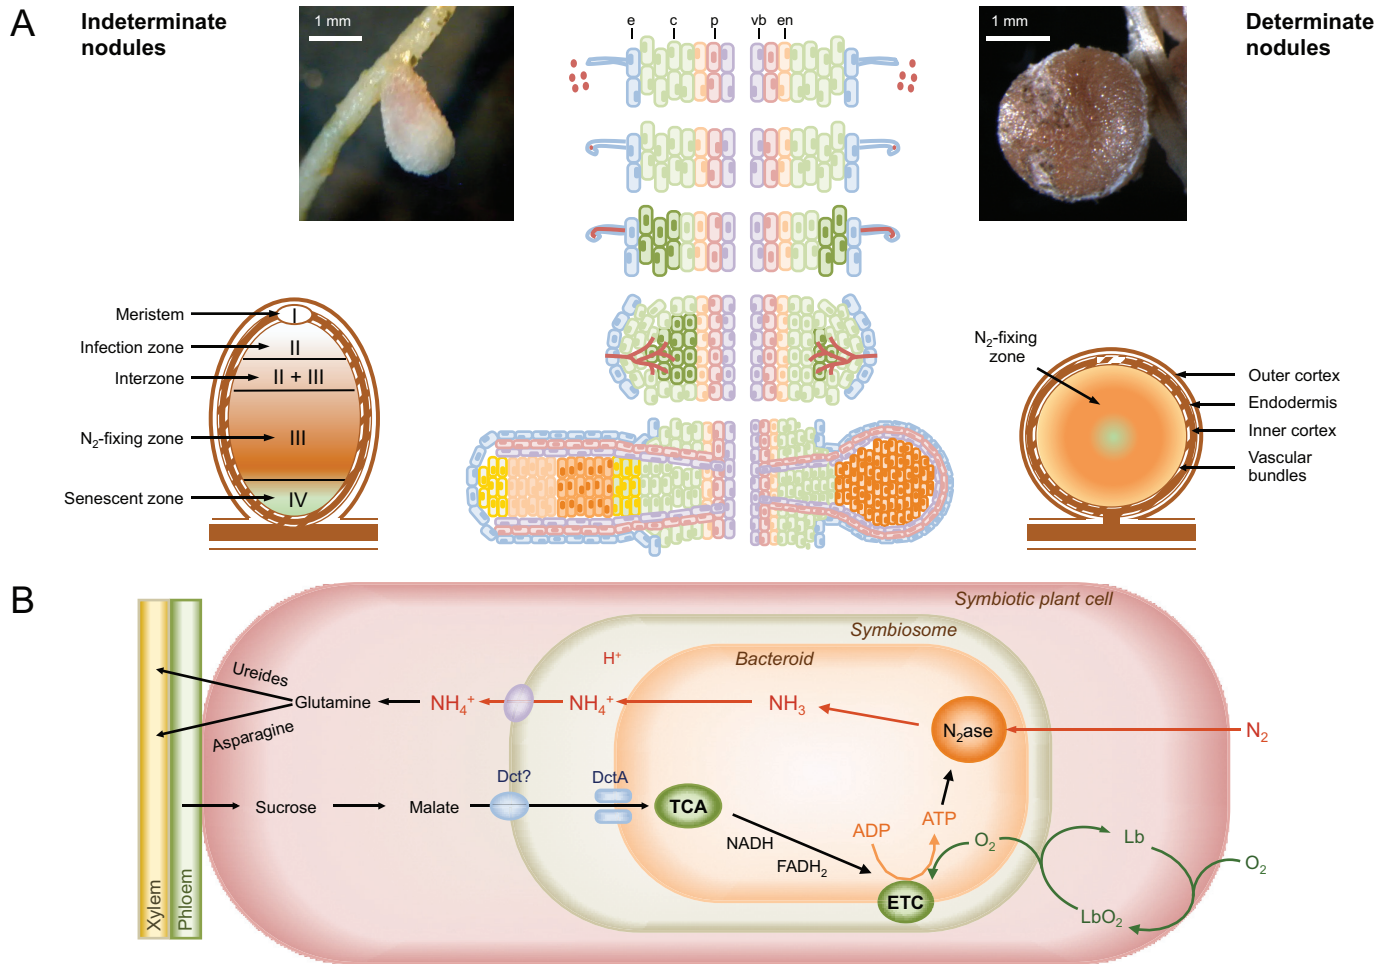 A
Indeterminate
nodules
1 mm
e c p vb en
1 mm
Determinate
nodules
Meristem
Infection zone
Interzone
N₂-fixing zone
Senescent zone
I
II
II + III
III
IV
N₂-fixing
zone
Outer cortex
Endodermis
Inner cortex
Vascular
bundles
B
Symbiotic plant cell
Symbiosome
Bacteroid
H⁺
Ureides
Glutamine
NH₄⁺
NH₄⁺
NH₃
N₂ase
N₂
Asparagine
Dct?
DctA
Sucrose
Malate
TCA
NADH
FADH₂
ADP
ATP
O₂
Lb
O₂
ETC
LbO₂
Xylem
Phloem